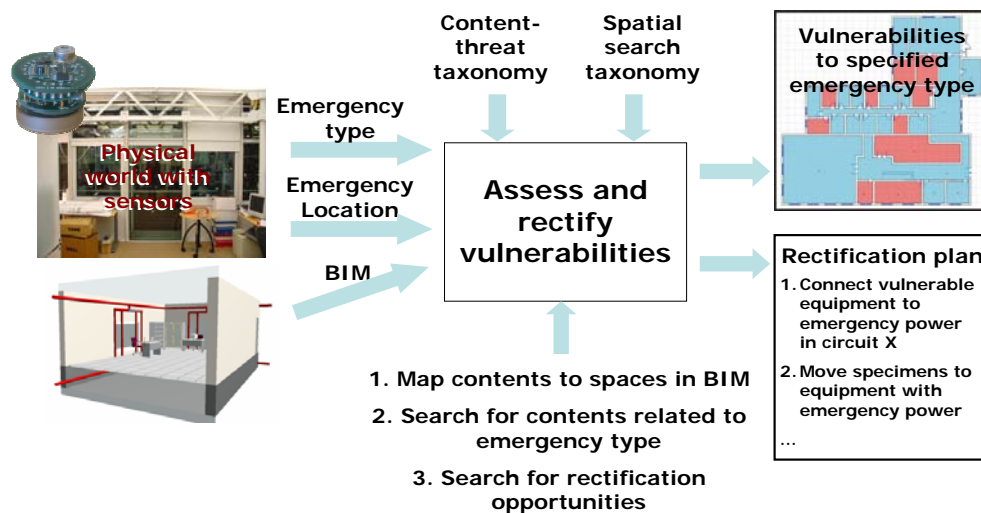 Content-
threat
taxonomy
Spatial
search
taxonomy
Vulnerabilities
to specified
emergency type
Emergency
type
Physical
world with
sensors
Emergency
Location
Assess and
rectify
vulnerabilities
BIM
Rectification plan
1. Connect vulnerable
equipment to
emergency power
in circuit X
2. Move specimens to
equipment with
emergency power
...
1. Map contents to spaces in BIM
2. Search for contents related to
emergency type
3. Search for rectification
opportunities